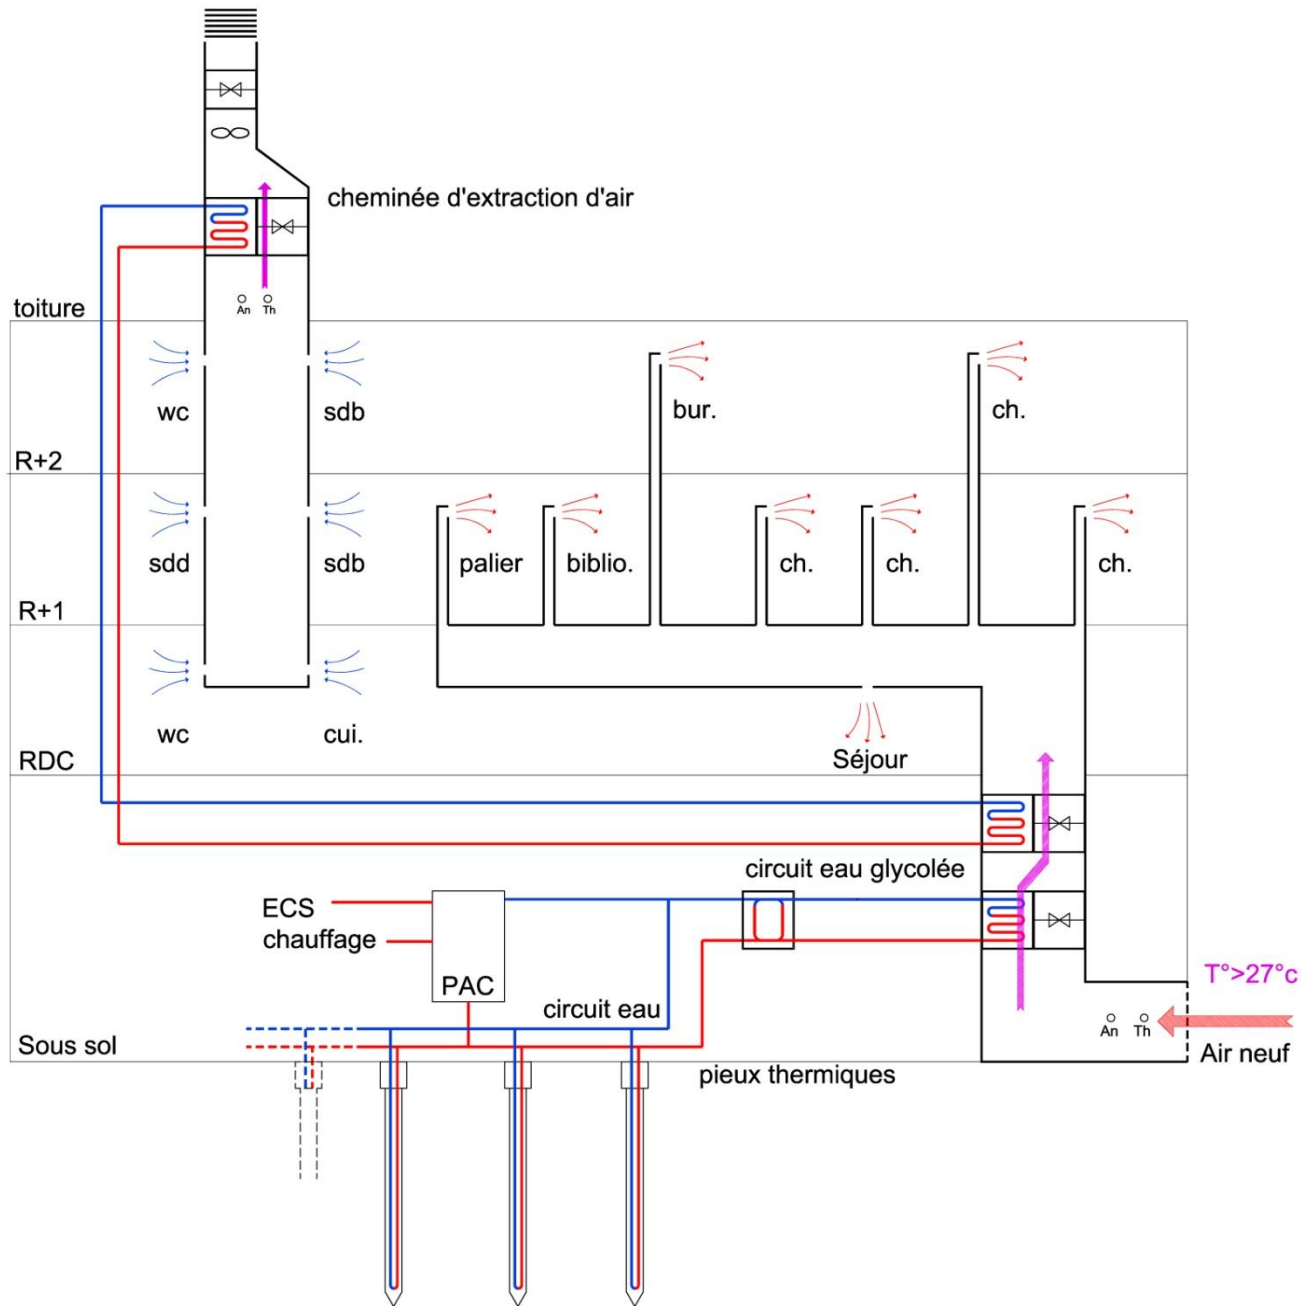 cheminée d'extraction d'air
toiture
An Th
wc sdb bur. ch.
R+2
sdd sdb palier biblio. ch. ch. ch.
R+1
wc cui.
RDC Séjour
circuit eau glycolée
ECS
chauffage
PAC
T°>27°c
circuit eau
An Th
Sous sol
Air neuf
pieux thermiques